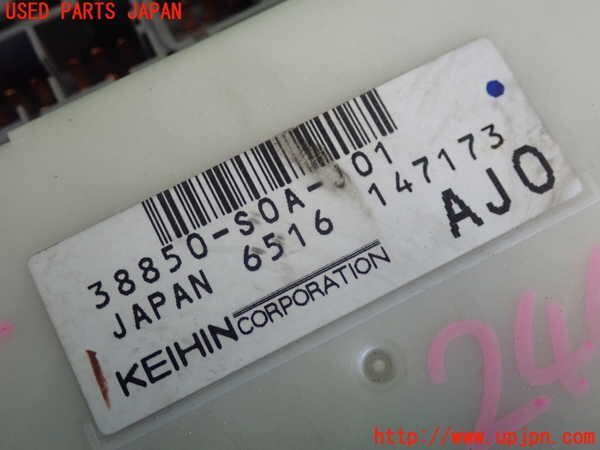 USED PARTS JAPAN
38850-S0A-J01
JAPAN 6516 147173
AJ0
KEIHIN CORPORATION
24
http://www.upjpn.com/